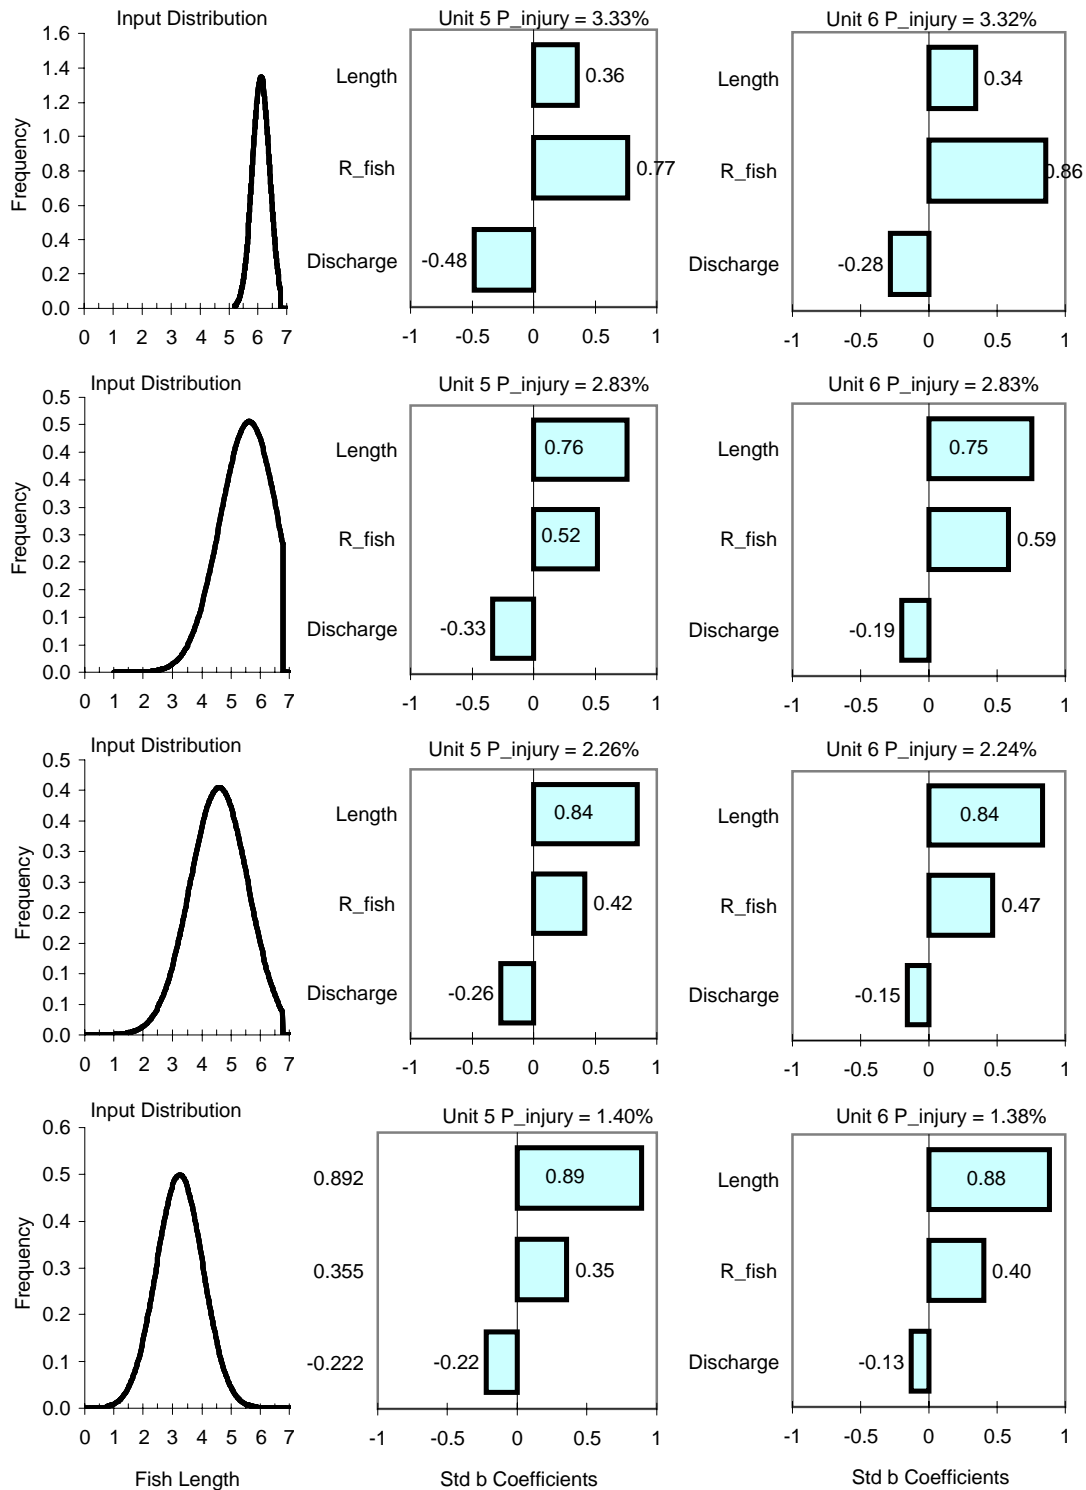 Input Distribution
1.6
1.4
1.2
1.0
0.8
0.6
0.4
0.2
0.0
Frequency
0 1 2 3 4 5 6 7
Unit 5 P_injury = 3.33%
Length
0.36
R_fish
0.77
Discharge
-0.48
-1 -0.5 0 0.5 1
Unit 6 P_injury = 3.32%
Length
0.34
R_fish
0.86
Discharge
-0.28
-1 -0.5 0 0.5 1
Input Distribution
0.5
0.5
0.4
0.4
0.3
0.3
0.2
0.2
0.1
0.1
0.0
Frequency
0 1 2 3 4 5 6 7
Unit 5 P_injury = 2.83%
Length
0.76
R_fish
0.52
Discharge
-0.33
-1 -0.5 0 0.5 1
Unit 6 P_injury = 2.83%
Length
0.75
R_fish
0.59
Discharge
-0.19
-1 -0.5 0 0.5 1
Input Distribution
0.5
0.4
0.4
0.3
0.3
0.2
0.2
0.1
0.1
0.0
Frequency
0 1 2 3 4 5 6 7
Unit 5 P_injury = 2.26%
Length
0.84
R_fish
0.42
Discharge
-0.26
-1 -0.5 0 0.5 1
Unit 6 P_injury = 2.24%
Length
0.84
R_fish
0.47
Discharge
-0.15
-1 -0.5 0 0.5 1
Input Distribution
0.6
0.5
0.4
0.3
0.2
0.1
0.0
Frequency
0 1 2 3 4 5 6 7
Fish Length
Unit 5 P_injury = 1.40%
0.892
0.89
0.355
0.35
-0.222
-0.22
-1 -0.5 0 0.5 1
Std b Coefficients
Unit 6 P_injury = 1.38%
Length
0.88
R_fish
0.40
Discharge
-0.13
-1 -0.5 0 0.5 1
Std b Coefficients